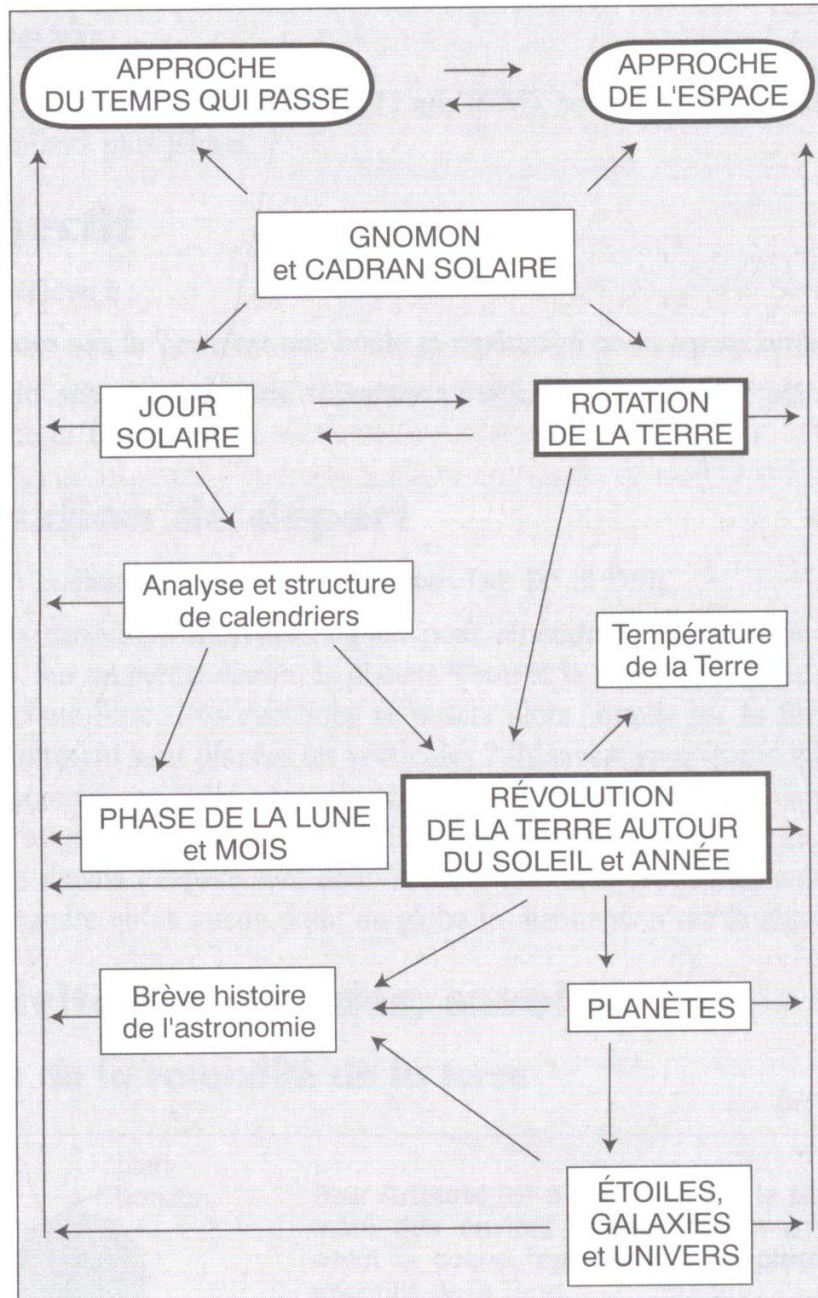 APPROCHE
DU TEMPS QUI PASSE
APPROCHE
DE L'ESPACE
GNOMON
et CADRAN SOLAIRE
JOUR
SOLAIRE
ROTATION
DE LA TERRE
Analyse et structure
de calendriers
Température
de la Terre
PHASE DE LA LUNE
et MOIS
RÉVOLUTION
DE LA TERRE AUTOUR
DU SOLEIL et ANNÉE
Brève histoire
de l'astronomie
PLANÈTES
ÉTOILES,
GALAXIES
et UNIVERS